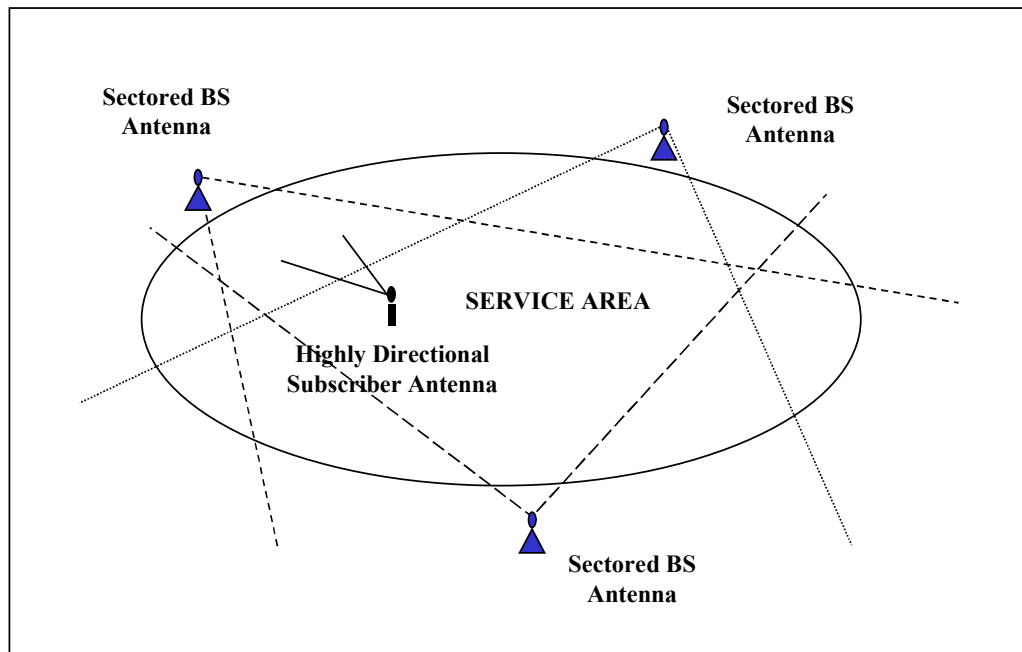 Sectored BS
Antenna
Sectored BS
Antenna
SERVICE AREA
Highly Directional
Subscriber Antenna
Sectored BS
Antenna